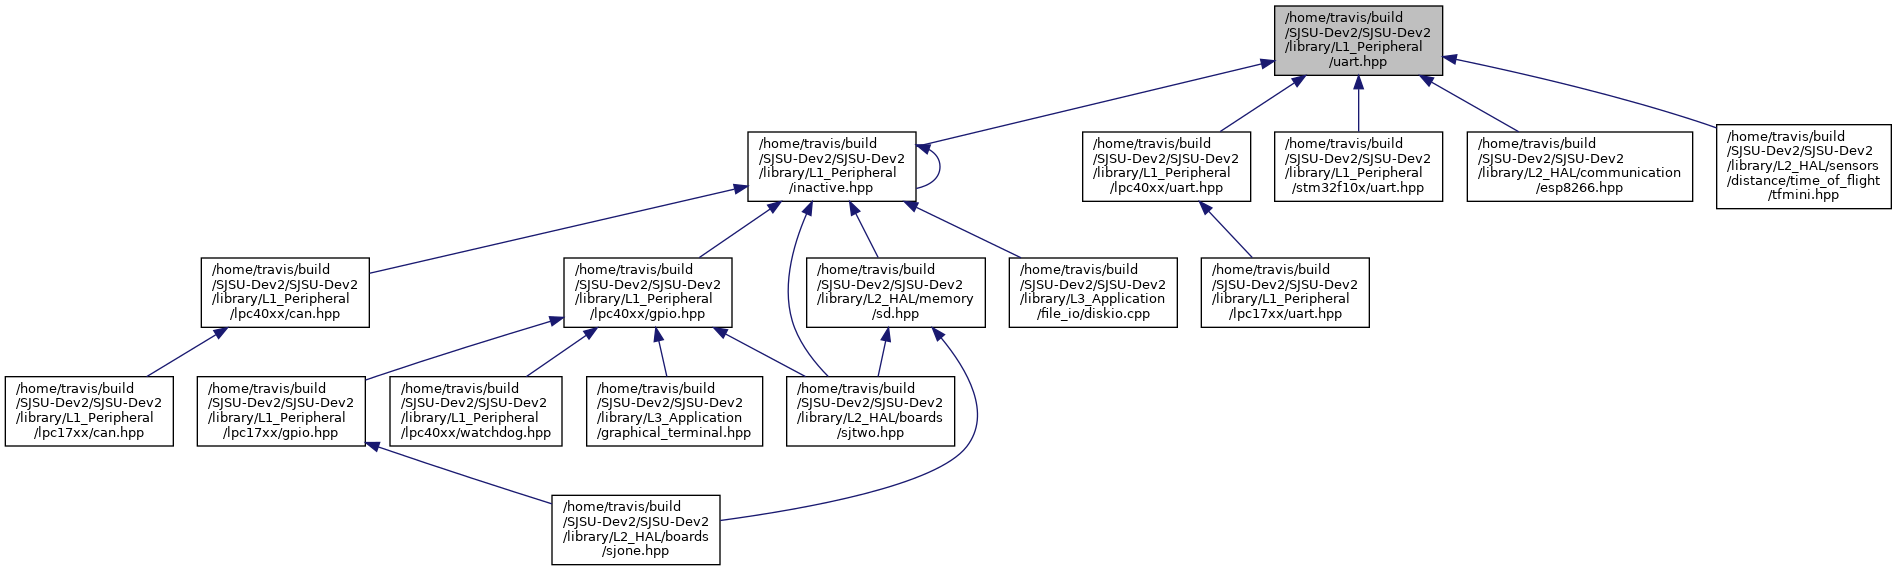 /home/travis/build
/SJSU-Dev2/SJSU-Dev2
/library/L1_Peripheral
/uart.hpp
/home/travis/build
/SJSU-Dev2/SJSU-Dev2
/library/L1_Peripheral
/inactive.hpp
/home/travis/build
/SJSU-Dev2/SJSU-Dev2
/library/L1_Peripheral
/lpc40xx/uart.hpp
/home/travis/build
/SJSU-Dev2/SJSU-Dev2
/library/L1_Peripheral
/stm32f10x/uart.hpp
/home/travis/build
/SJSU-Dev2/SJSU-Dev2
/library/L2_HAL/communication
/esp8266.hpp
/home/travis/build
/SJSU-Dev2/SJSU-Dev2
/library/L2_HAL/sensors
/distance/time_of_flight
/tfmini.hpp
/home/travis/build
/SJSU-Dev2/SJSU-Dev2
/library/L1_Peripheral
/lpc40xx/can.hpp
/home/travis/build
/SJSU-Dev2/SJSU-Dev2
/library/L1_Peripheral
/lpc40xx/gpio.hpp
/home/travis/build
/SJSU-Dev2/SJSU-Dev2
/library/L2_HAL/memory
/sd.hpp
/home/travis/build
/SJSU-Dev2/SJSU-Dev2
/library/L3_Application
/file_io/diskio.cpp
/home/travis/build
/SJSU-Dev2/SJSU-Dev2
/library/L1_Peripheral
/lpc17xx/uart.hpp
/home/travis/build
/SJSU-Dev2/SJSU-Dev2
/library/L1_Peripheral
/lpc17xx/can.hpp
/home/travis/build
/SJSU-Dev2/SJSU-Dev2
/library/L1_Peripheral
/lpc17xx/gpio.hpp
/home/travis/build
/SJSU-Dev2/SJSU-Dev2
/library/L1_Peripheral
/lpc40xx/watchdog.hpp
/home/travis/build
/SJSU-Dev2/SJSU-Dev2
/library/L3_Application
/graphical_terminal.hpp
/home/travis/build
/SJSU-Dev2/SJSU-Dev2
/library/L2_HAL/boards
/sjtwo.hpp
/home/travis/build
/SJSU-Dev2/SJSU-Dev2
/library/L2_HAL/boards
/sjone.hpp